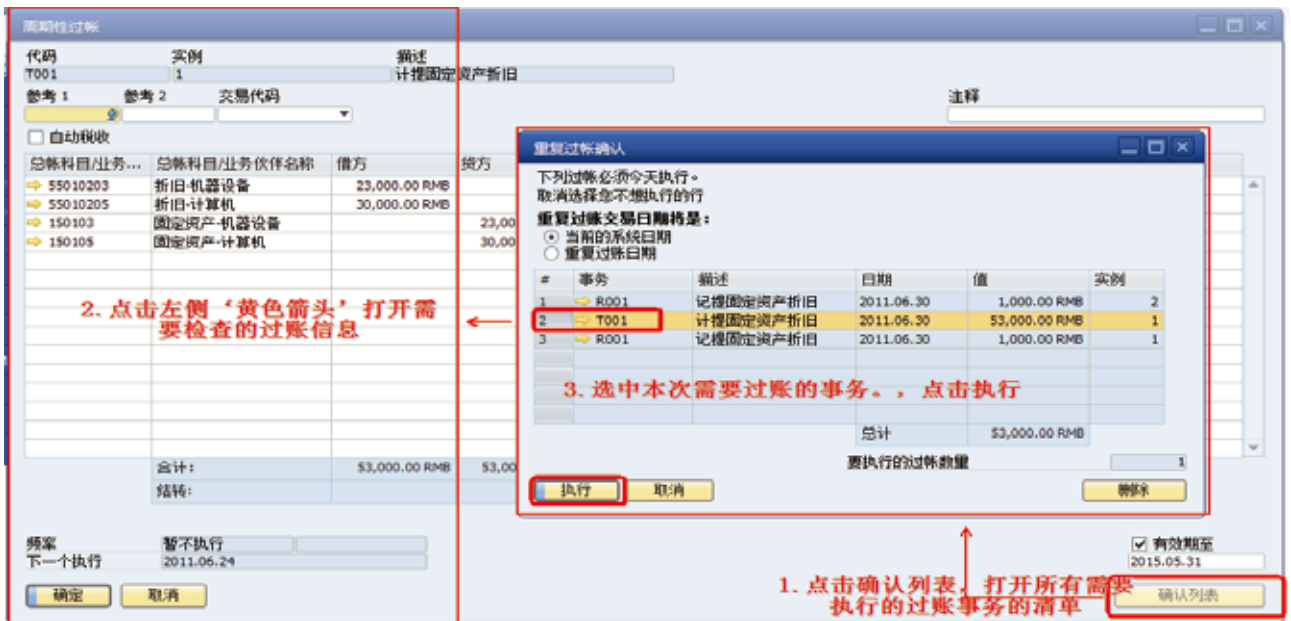 周期性过帐
代码 实例 描述
T001 1 计提固定资产折旧
参考 1 参考 2 交易代码 注释
自动税收
总帐科目/业务... 总帐科目/业务伙伴名称 借方 贷方
55010203 折旧-机器设备 23,000.00 RMB
55010205 折旧-计算机 30,000.00 RMB
150103 固定资产-机器设备 23,00
150105 固定资产-计算机 30,00
2. 点击左侧‘黄色箭头’打开需
要检查的过账信息
合计: 53,000.00 RMB 53,00
结转:
频率 暂不执行
下一个执行 2011.06.24
确定 取消
重复过帐确认
下列过帐必须今天执行。
取消选择您不想执行的行
重复过账交易日期将是:
当前的系统日期
重复过账日期
# 事务 描述 日期 值 实例
1 R001 记提固定资产折旧 2011.06.30 1,000.00 RMB 2
2 T001 计提固定资产折旧 2011.06.30 53,000.00 RMB 1
3 R001 记提固定资产折旧 2011.06.30 1,000.00 RMB 1
3. 选中本次需要过账的事务。，点击执行
总计 53,000.00 RMB
要执行的过帐数量 1
执行 取消 删除
有效期至
2015.05.31
1. 点击确认列表，打开所有需要
执行的过账事务的清单
确认列表